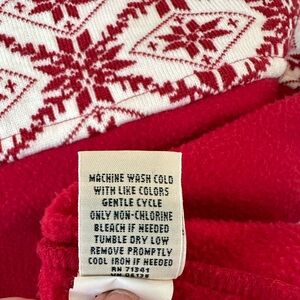 MACHINE WASH COLD
WITH LIKE COLORS
GENTLE CYCLE
ONLY NON-CHLORINE
BLEACH IF NEEDED
TUMBLE DRY LOW
REMOVE PROMPTLY
COOL IRON IF NEEDED
RN 71341